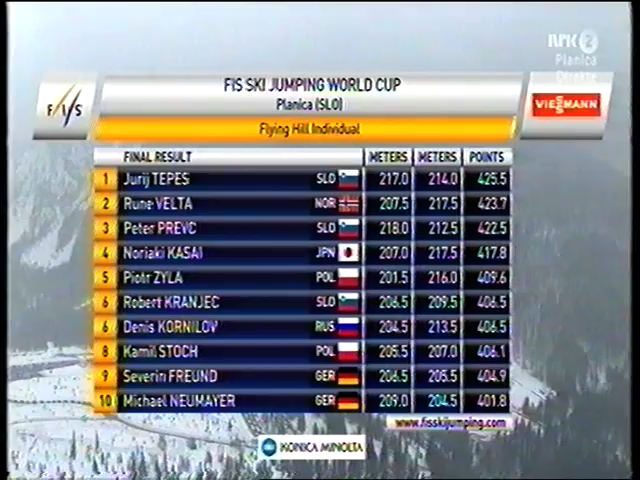 NRK 2
Planica
Direkte
FIS
FIS SKI JUMPING WORLD CUP
Planica (SLO)
VIESSMANN
Flying Hill Individual
FINAL RESULT METERS METERS POINTS
1 Jurij TEPES SLO 217.0 214.0 425.5
2 Rune VELTA NOR 207.5 217.5 423.7
3 Peter PREVC SLO 218.0 212.5 422.5
4 Noriaki KASAI JPN 207.0 217.5 417.8
5 Piotr ZYLA POL 201.5 216.0 409.6
6 Robert KRANJEC SLO 206.5 209.5 406.5
6 Denis KORNILOV RUS 204.5 213.5 406.5
8 Kamil STOCH POL 205.5 207.0 406.1
9 Severin FREUND GER 206.5 205.5 404.9
10 Michael NEUMAYER GER 209.0 204.5 401.8
www.fisskijumping.com
KONICA MINOLTA